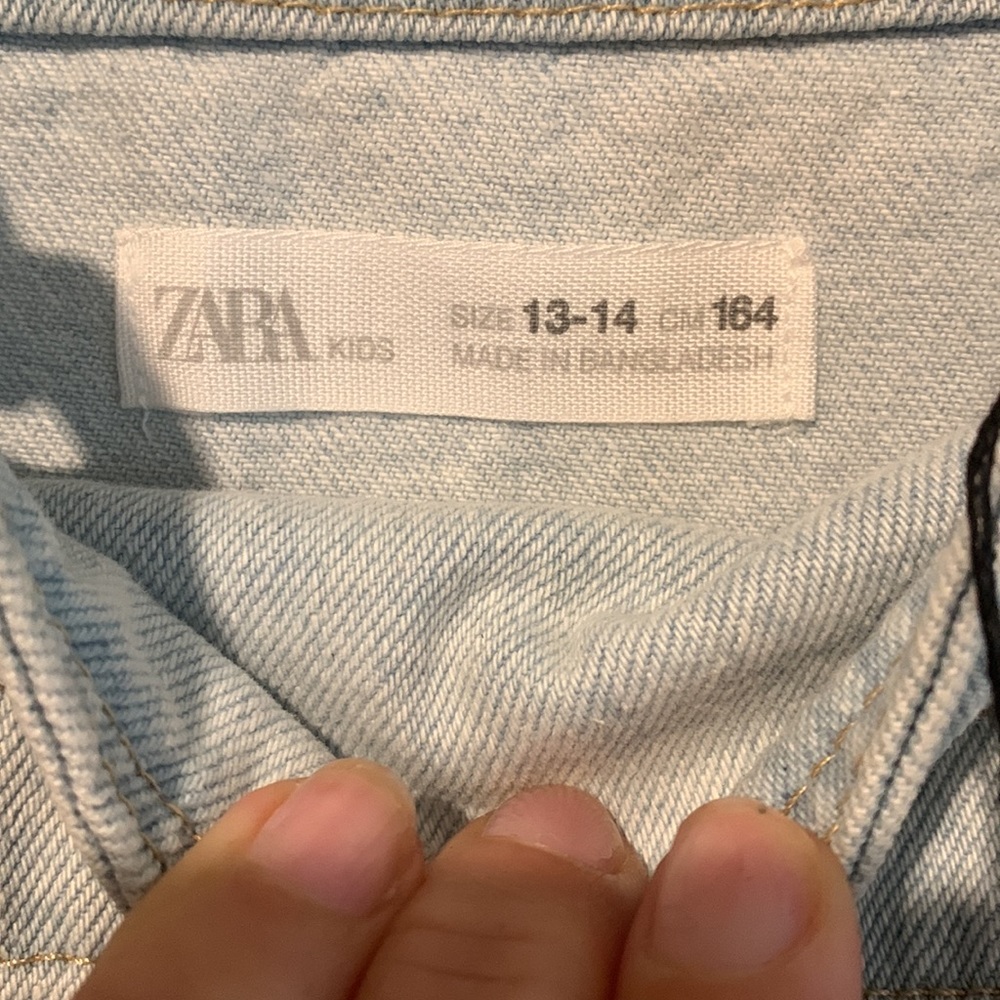 ZARA KIDS
SIZE 13-14 CM 164
MADE IN BANGLADESH